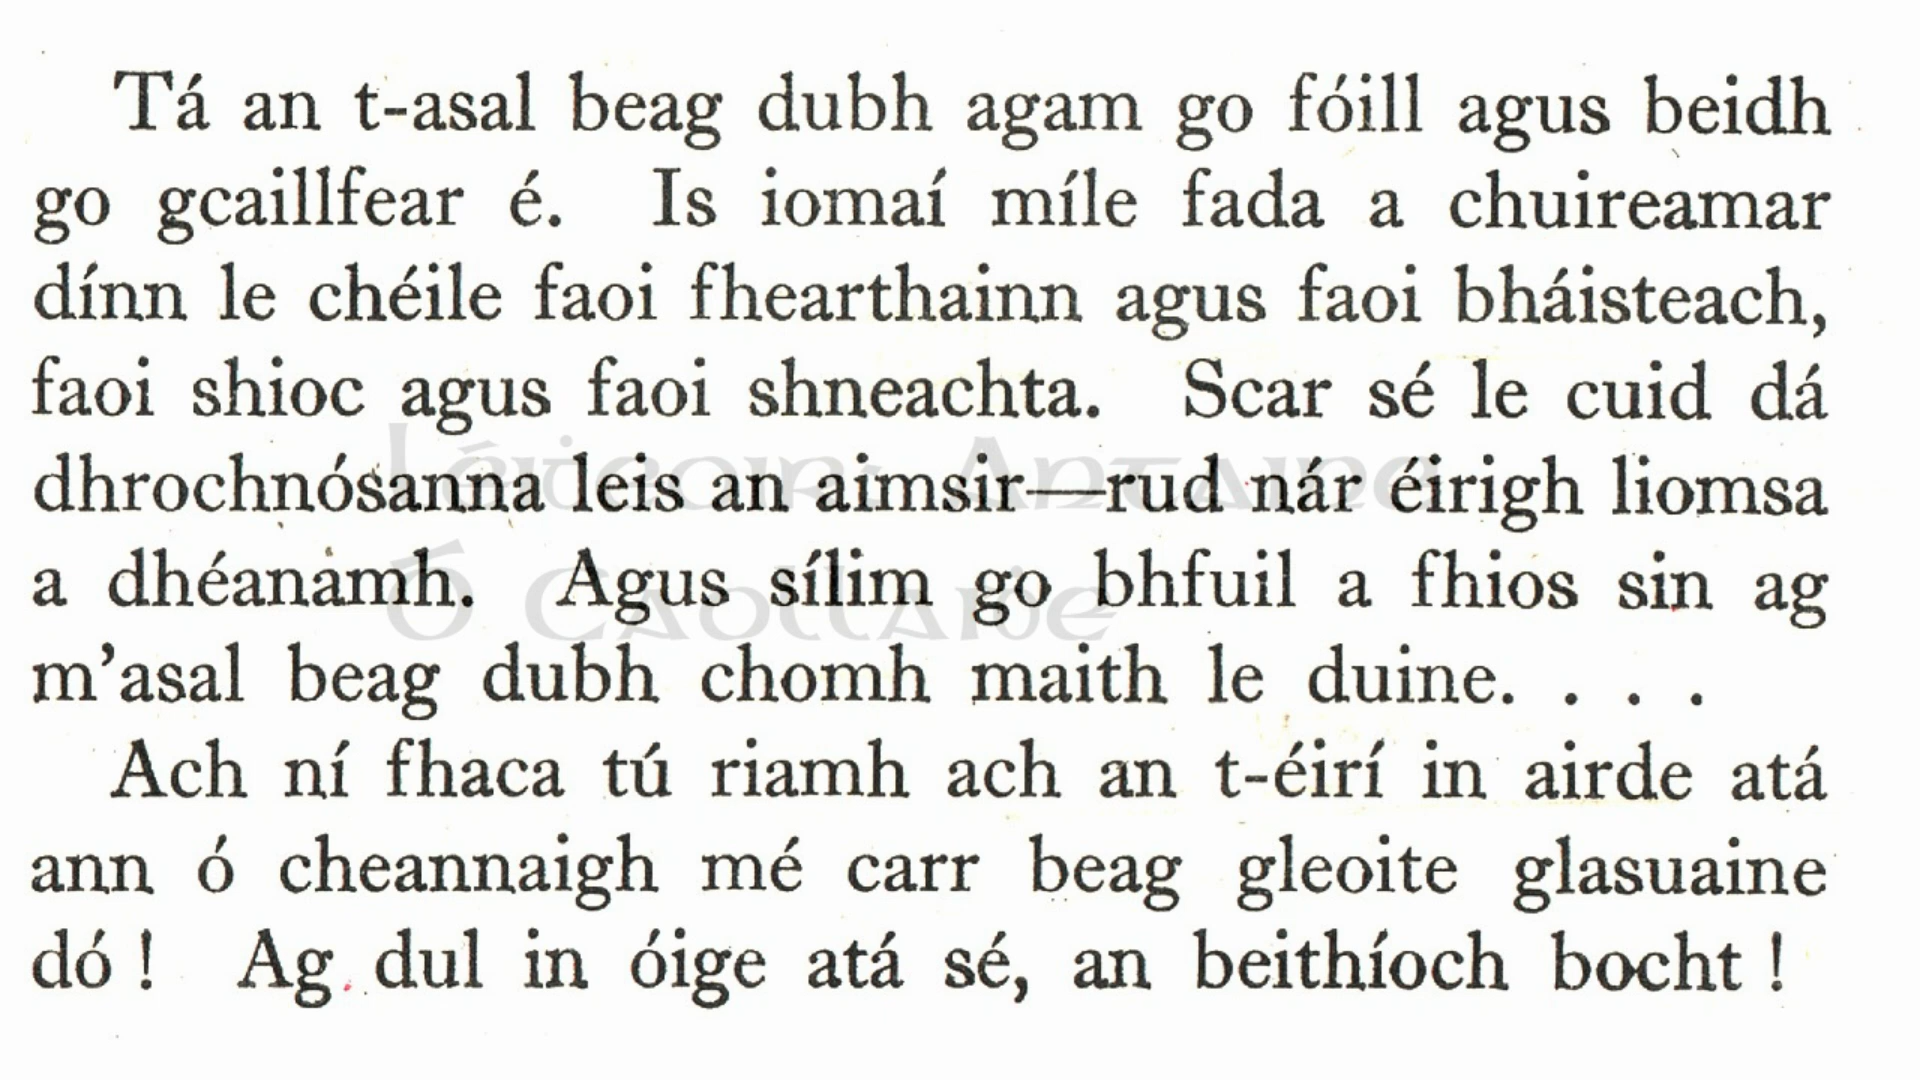 Tá an t-asal beag dubh agam go fóill agus beidh
go gcaillfear é. Is iomaí míle fada a chuireamar
dínn le chéile faoi fhearthainn agus faoi bháisteach,
faoi shioc agus faoi shneachta. Scar sé le cuid dá
dhrochnósanna leis an aimsir—rud nár éirigh liomsa
a dhéanamh. Agus sílim go bhfuil a fhios sin ag
m’asal beag dubh chomh maith le duine. . . .
Ach ní fhaca tú riamh ach an t-éirí in airde atá
ann ó cheannaigh mé carr beag gleoite glasuaine
dó ! Ag dul in óige atá sé, an beithíoch bocht !
Léitheoir: Antaine
Ó Caollaire